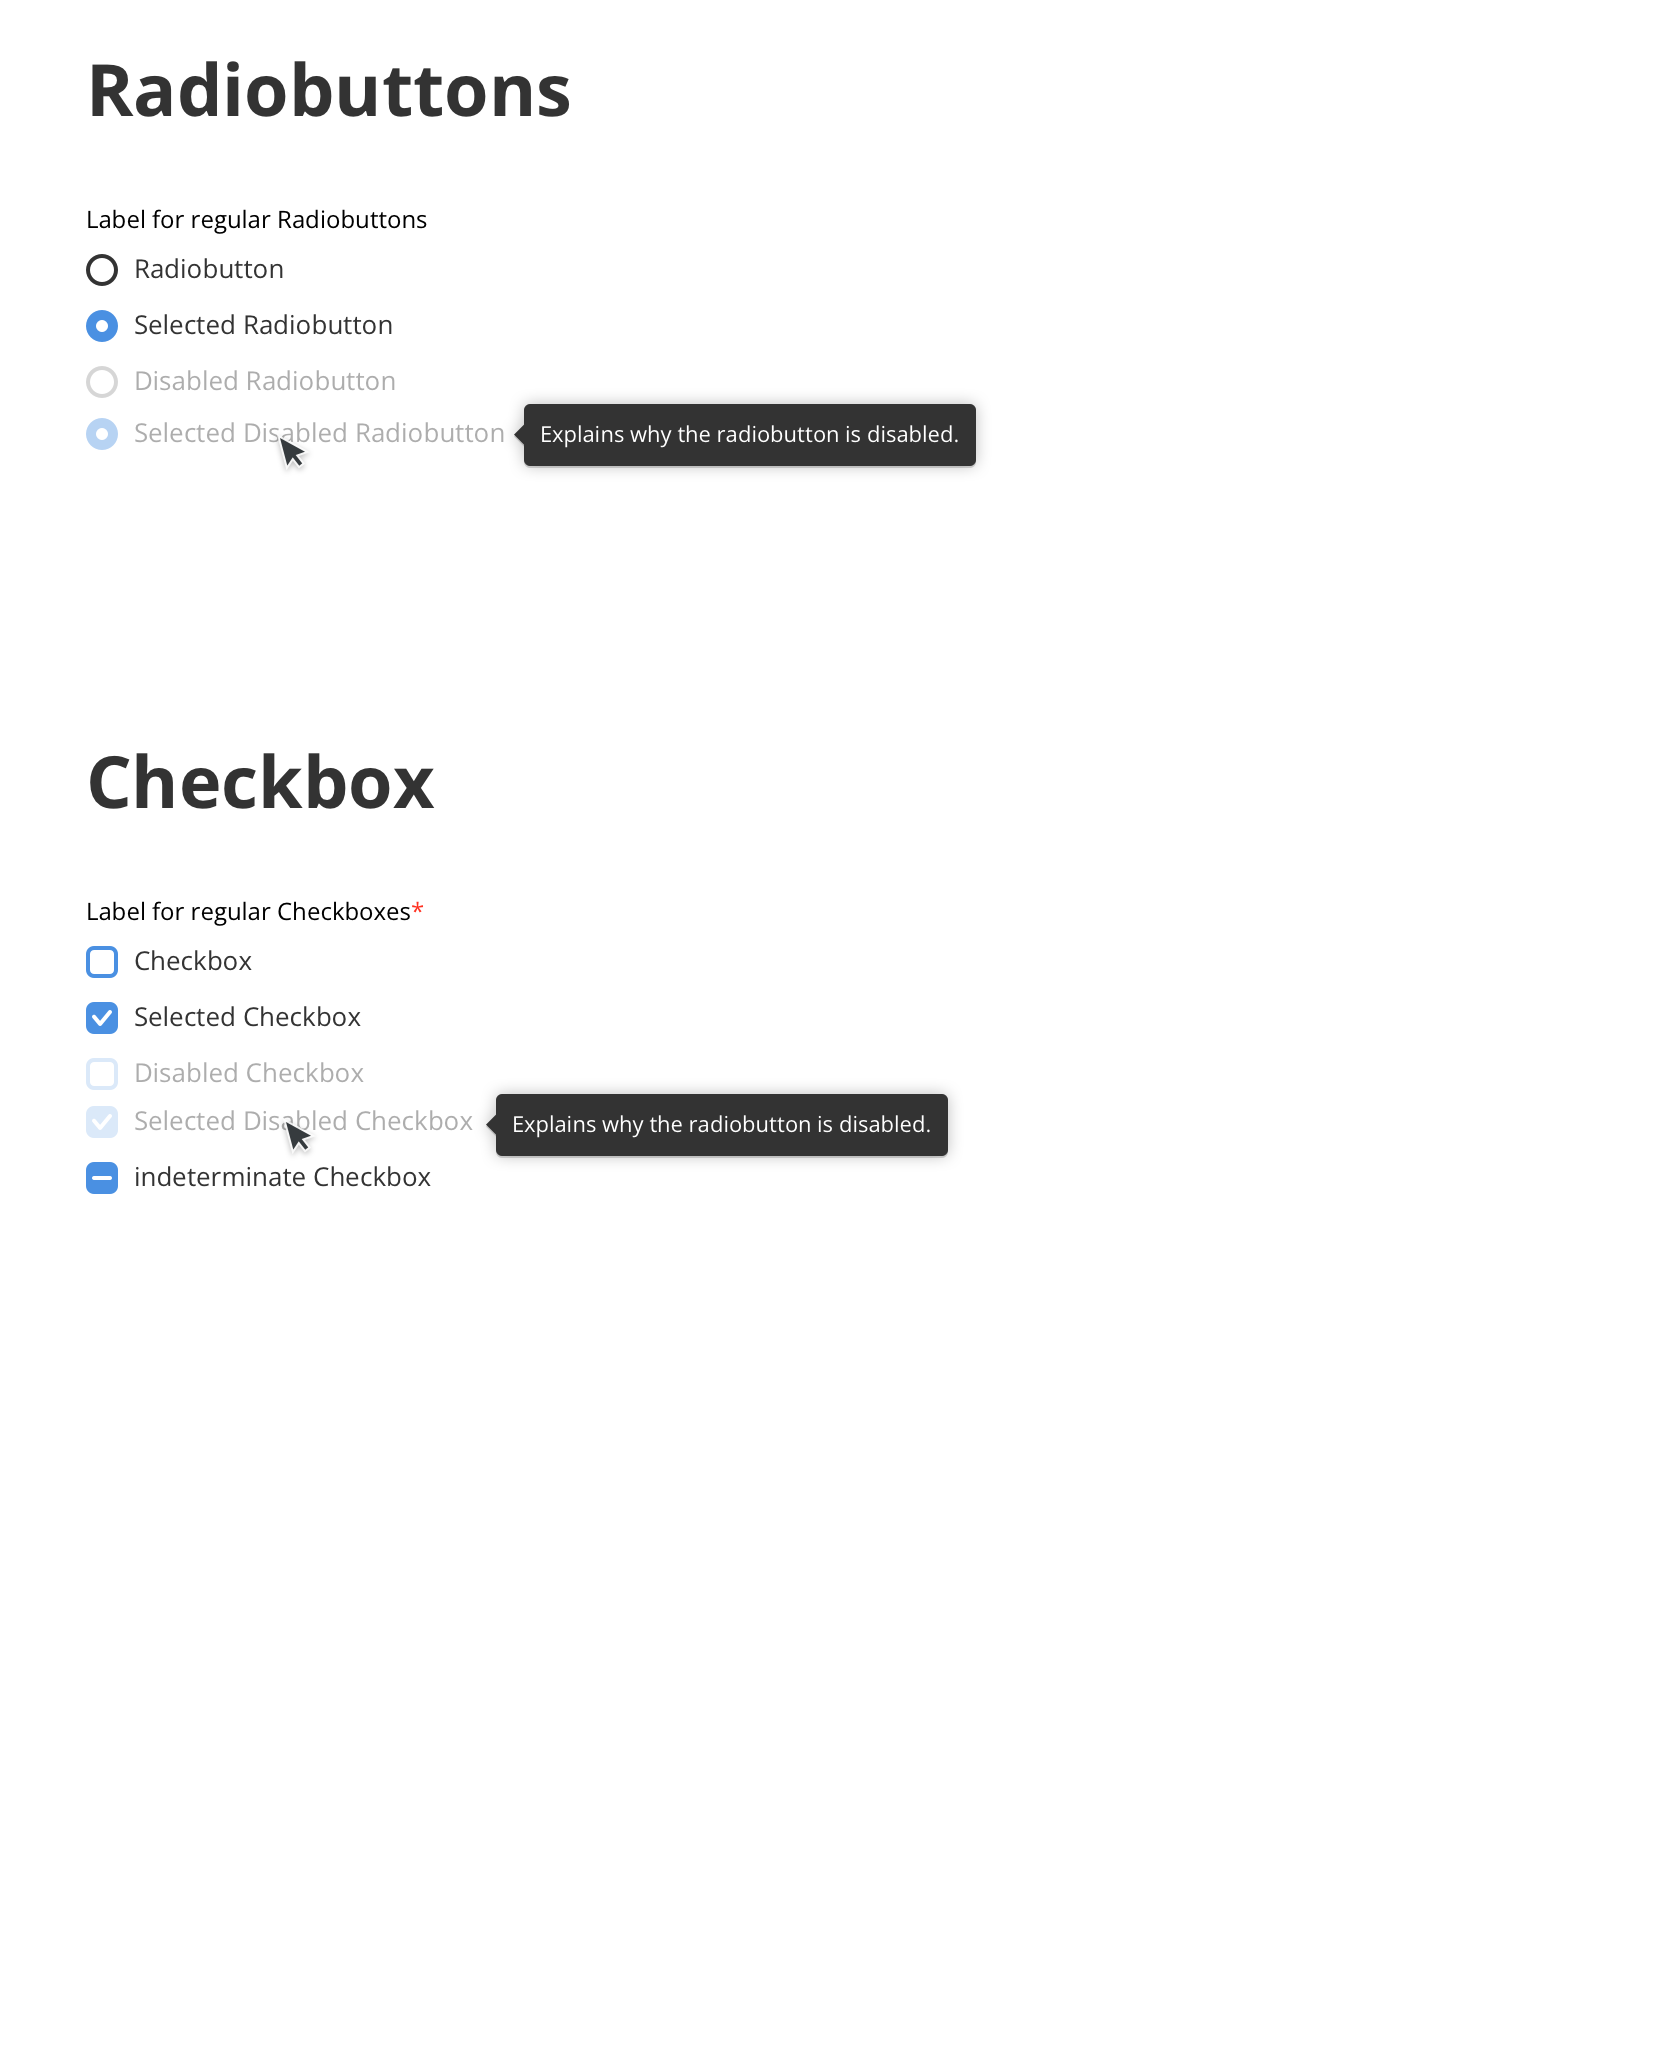 Radiobuttons
Label for regular Radiobuttons
Radiobutton
Selected Radiobutton
Disabled Radiobutton
Selected Disabled Radiobutton
Explains why the radiobutton is disabled.
Checkbox
Label for regular Checkboxes*
Checkbox
Selected Checkbox
Disabled Checkbox
Selected Disabled Checkbox
Explains why the radiobutton is disabled.
indeterminate Checkbox